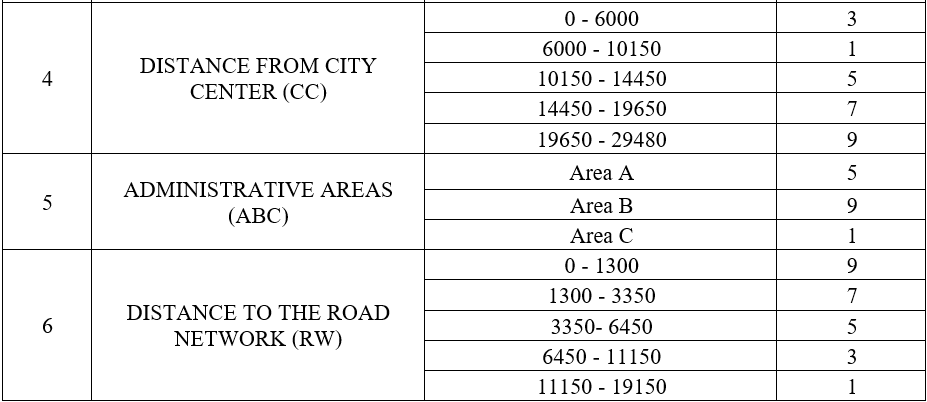 4
DISTANCE FROM CITY
CENTER (CC)
0 - 6000 3
6000 - 10150 1
10150 - 14450 5
14450 - 19650 7
19650 - 29480 9
5
ADMINISTRATIVE AREAS
(ABC)
Area A 5
Area B 9
Area C 1
6
DISTANCE TO THE ROAD
NETWORK (RW)
0 - 1300 9
1300 - 3350 7
3350- 6450 5
6450 - 11150 3
11150 - 19150 1